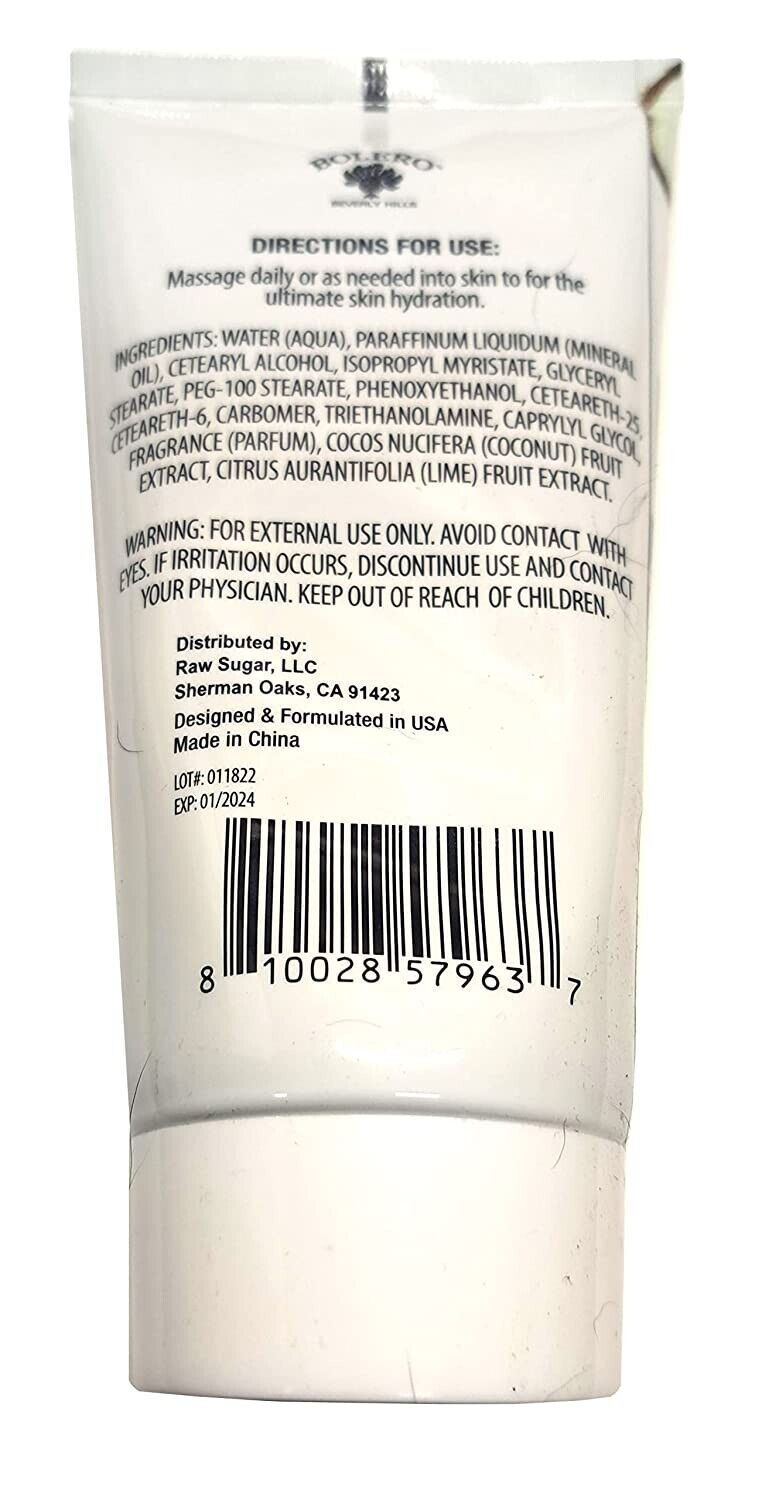 BOLERO
BEVERLY HILLS
DIRECTIONS FOR USE:
Massage daily or as needed into skin to for the
ultimate skin hydration.
INGREDIENTS: WATER (AQUA), PARAFFINUM LIQUIDUM (MINERAL
OIL), CETEARYL ALCOHOL, ISOPROPYL MYRISTATE, GLYCERYL
STEARATE, PEG-100 STEARATE, PHENOXYETHANOL, CETEARETH-25,
CETEARETH-6, CARBOMER, TRIETHANOLAMINE, CAPRYLYL GLYCOL,
FRAGRANCE (PARFUM), COCOS NUCIFERA (COCONUT) FRUIT
EXTRACT, CITRUS AURANTIFOLIA (LIME) FRUIT EXTRACT.
WARNING: FOR EXTERNAL USE ONLY. AVOID CONTACT WITH
EYES. IF IRRITATION OCCURS, DISCONTINUE USE AND CONTACT
YOUR PHYSICIAN. KEEP OUT OF REACH OF CHILDREN.
Distributed by:
Raw Sugar, LLC
Sherman Oaks, CA 91423
Designed & Formulated in USA
Made in China
LOT#: 011822
EXP: 01/2024
8 10028 57963 7